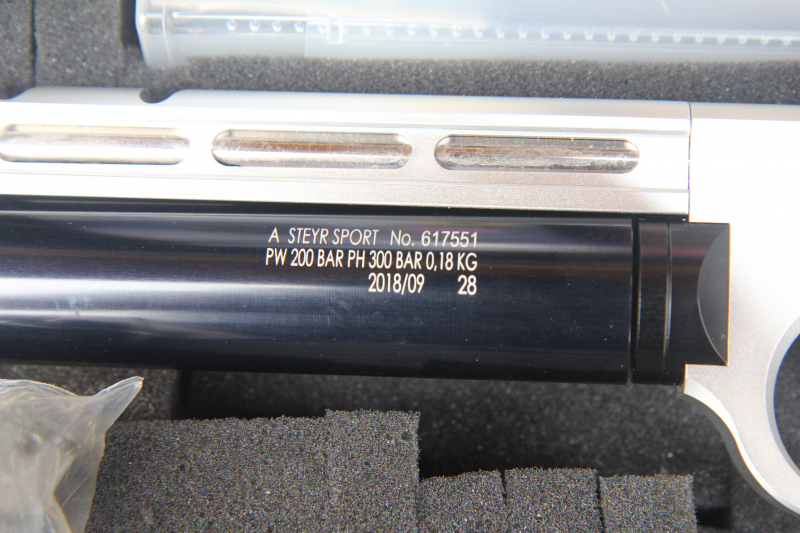 A STEYR SPORT No. 617551
PW 200 BAR PH 300 BAR 0,18 KG
2018/09 28